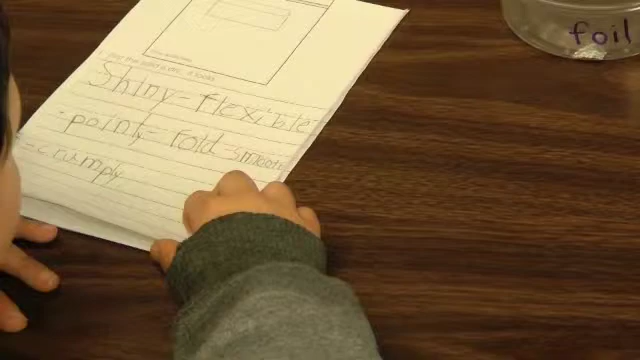 foil
Shiny - flexible
- pointy - fold - smooth
- crumply